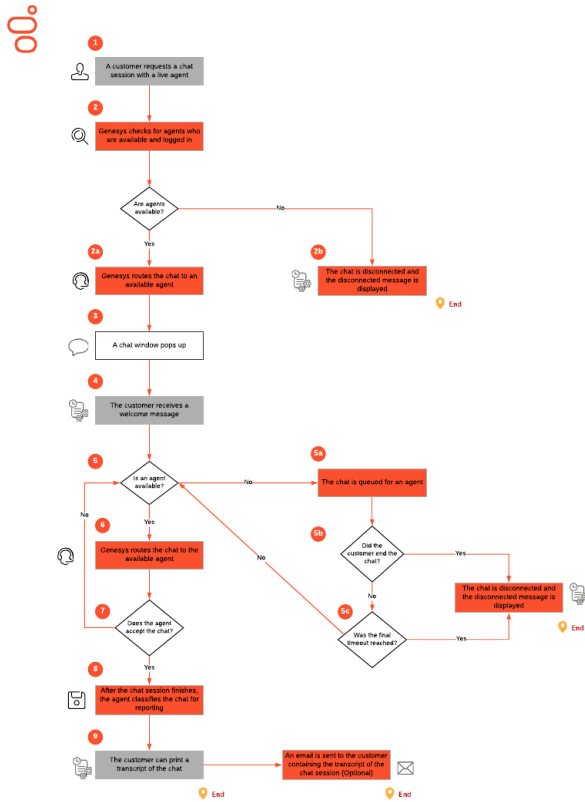 1
A customer requests a chat
session with a live agent
2
Genesys checks for agents who
are available and logged in
Are agents
available?
No
Yes
2a
Genesys routes the chat to an
available agent
2b
The chat is disconnected and
the disconnected message is
displayed
End
3
A chat window pops up
4
The customer receives a
welcome message
5
Is an agent
available?
No
5a
The chat is queued for an agent
Yes
No
6
Genesys routes the chat to the
available agent
5b
Did the
customer end the
chat?
Yes
No
No
The chat is disconnected and
the disconnected message is
displayed
End
7
Does the agent
accept the chat?
5c
Was the final
timeout reached?
Yes
Yes
8
After the chat session finishes,
the agent classifies the chat for
reporting
9
The customer can print a
transcript of the chat
End
An email is sent to the customer
containing the transcript of the
chat session (Optional)
End